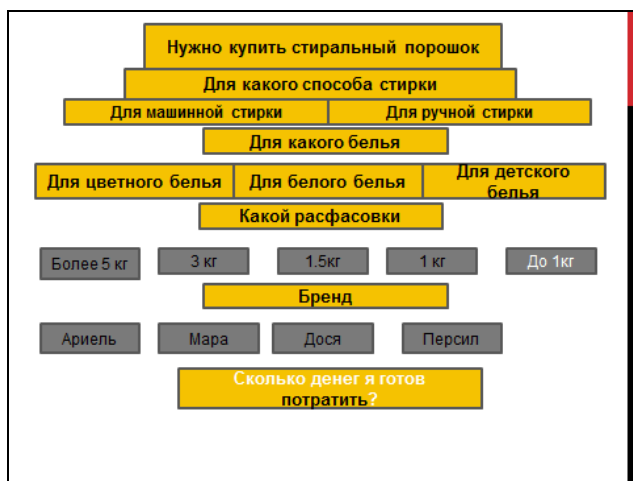 Нужно купить стиральный порошок
Для какого способа стирки
Для машинной стирки Для ручной стирки
Для какого белья
Для цветного белья Для белого белья Для детского
белья
Какой расфасовки
Более 5 кг 3 кг 1.5кг 1 кг До 1кг
Бренд
Ариель Мара Дося Персил
Сколько денег я готов
потратить?